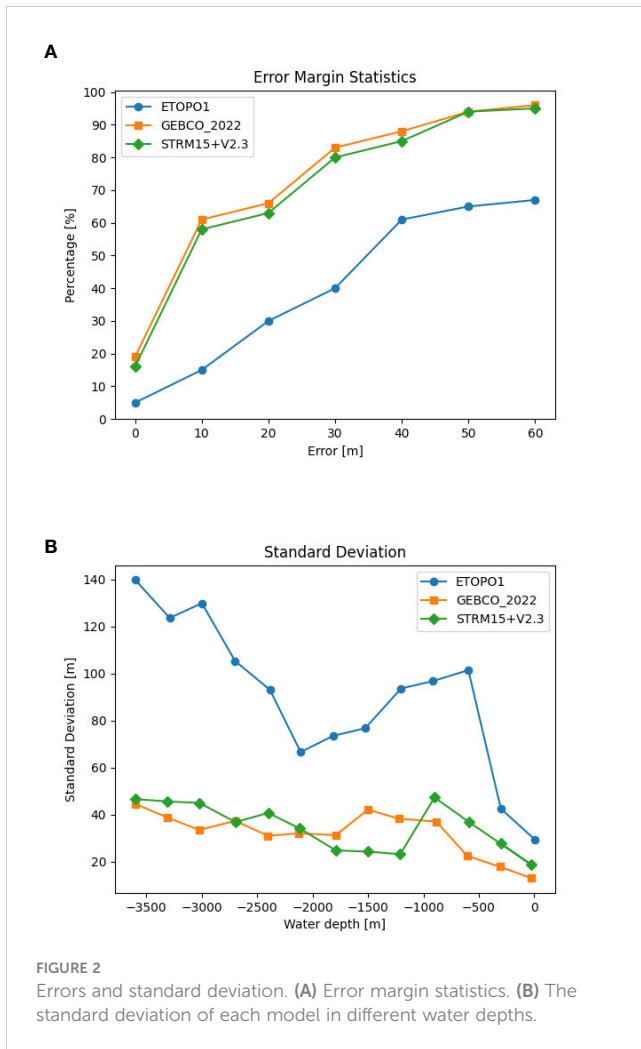 A
Error Margin Statistics
ETOPO1
GEBCO_2022
STRM15+V2.3
100
90
80
70
60
50
40
30
20
10
0
Percentage [%]
0 10 20 30 40 50 60
Error [m]
B
Standard Deviation
ETOPO1
GEBCO_2022
STRM15+V2.3
140
120
100
80
60
40
20
Standard Deviation [m]
−3500 −3000 −2500 −2000 −1500 −1000 −500 0
Water depth [m]
FIGURE 2
Errors and standard deviation. (A) Error margin statistics. (B) The
standard deviation of each model in different water depths.